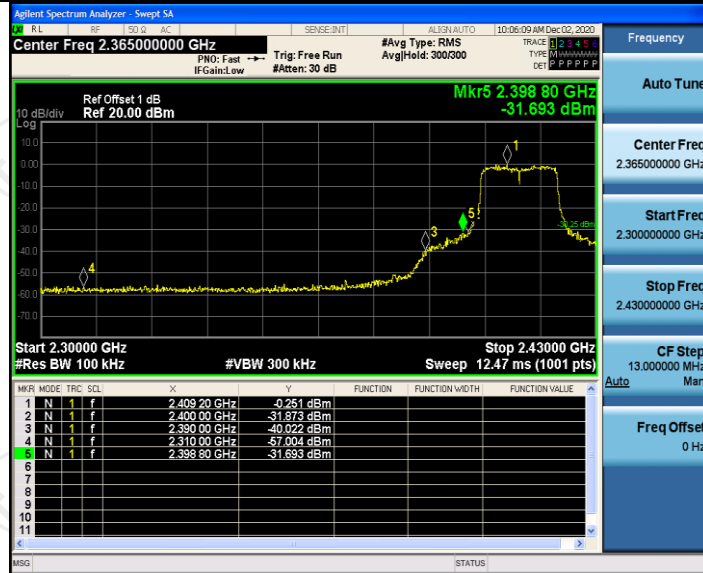 Agilent Spectrum Analyzer - Swept SA
RL RF 50 Ω AC SENSE:INT ALIGN AUTO 10:06:09 AM Dec 02, 2020
Center Freq 2.365000000 GHz
PNO: Fast
IFGain:Low
Trig: Free Run
#Atten: 30 dB
#Avg Type: RMS
Avg|Hold: 300/300
TRACE 1 2 3 4 5 6
TYPE M
DET P P P P P P
Ref Offset 1 dB
10 dB/div Ref 20.00 dBm
Log
Mkr5 2.398 80 GHz
-31.693 dBm
10.0
0.00
-10.0
-20.0
-30.0
-40.0
-50.0
-60.0
-70.0
1
5
3
4
-30.25 dBm
Start 2.30000 GHz Stop 2.43000 GHz
#Res BW 100 kHz #VBW 300 kHz Sweep 12.47 ms (1001 pts)
MKR MODE TRC SCL X Y FUNCTION FUNCTION WIDTH FUNCTION VALUE
1 N 1 f 2.409 20 GHz -0.251 dBm
2 N 1 f 2.400 00 GHz -31.873 dBm
3 N 1 f 2.390 00 GHz -40.022 dBm
4 N 1 f 2.310 00 GHz -57.004 dBm
5 N 1 f 2.398 80 GHz -31.693 dBm
6
7
8
9
10
11
MSG STATUS
Frequency
Auto Tune
Center Freq
2.365000000 GHz
Start Freq
2.300000000 GHz
Stop Freq
2.430000000 GHz
CF Step
13.000000 MHz
Auto Man
Freq Offset
0 Hz